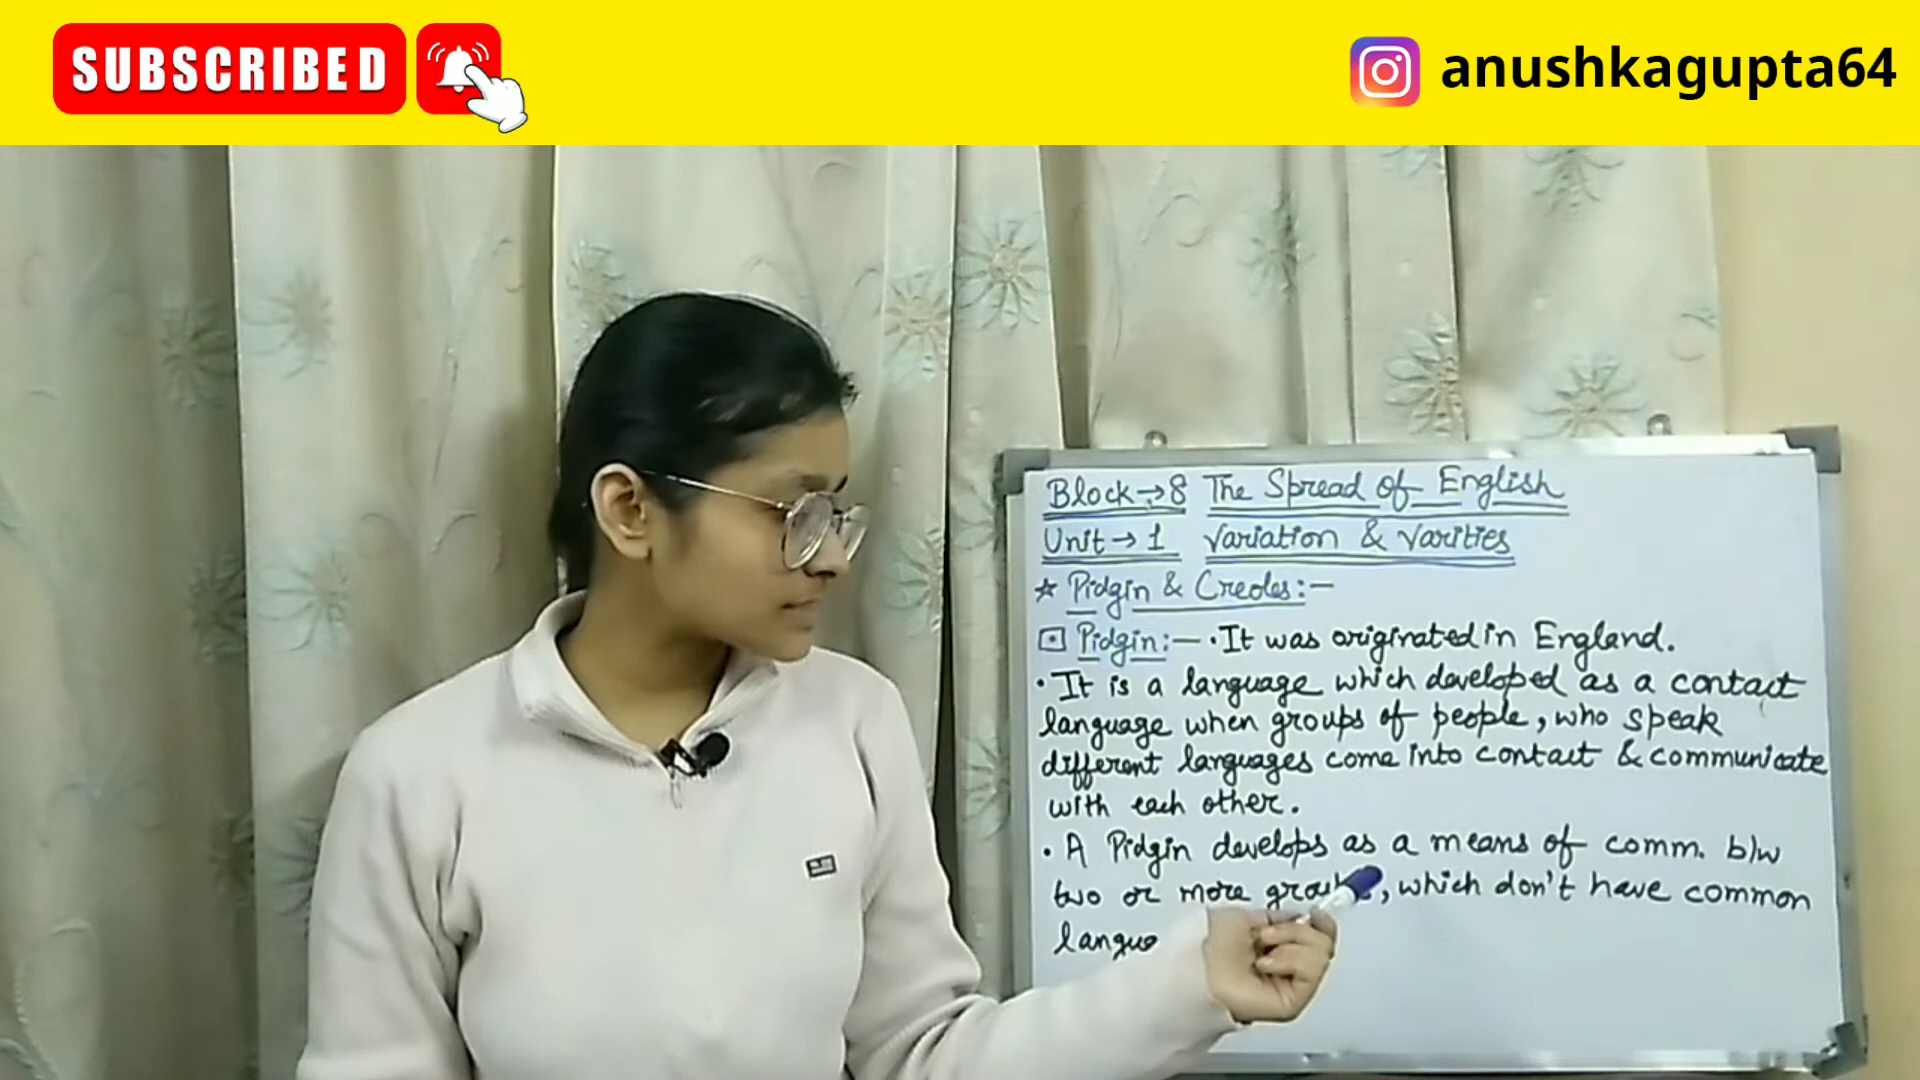 SUBSCRIBED
anushkagupta64
Block→8 The Spread of English
Unit→1 Variation & Varities
★ Pidgin & Creoles:—
Pidgin:— • It was originated in England.
• It is a language which developed as a contact
language when groups of people, who speak
different languages come into contact & communicate
with each other.
• A Pidgin develops as a means of comm. b/w
two or more , which don't have common